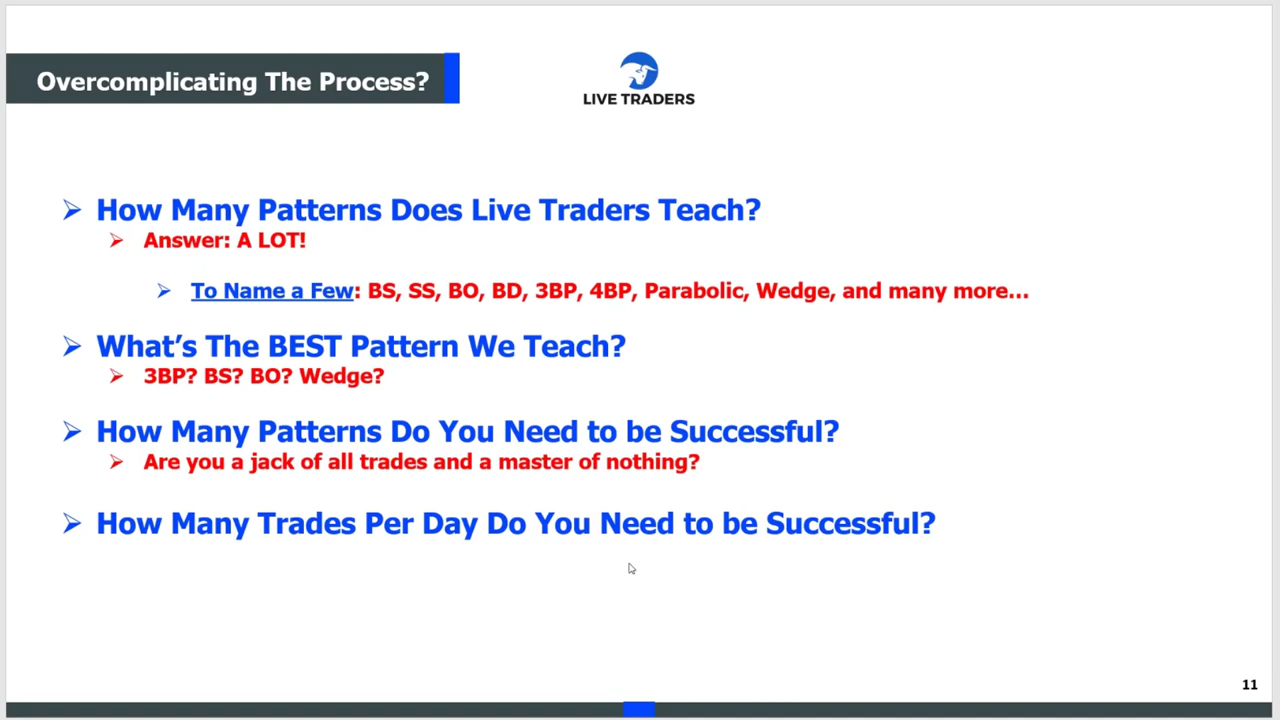 Overcomplicating The Process?
LIVE TRADERS
How Many Patterns Does Live Traders Teach?
Answer: A LOT!
To Name a Few: BS, SS, BO, BD, 3BP, 4BP, Parabolic, Wedge, and many more...
What's The BEST Pattern We Teach?
3BP? BS? BO? Wedge?
How Many Patterns Do You Need to be Successful?
Are you a jack of all trades and a master of nothing?
How Many Trades Per Day Do You Need to be Successful?
11